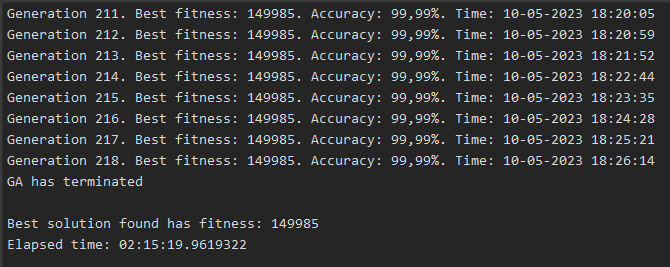 Generation 211. Best fitness: 149985. Accuracy: 99,99%. Time: 10-05-2023 18:20:05
Generation 212. Best fitness: 149985. Accuracy: 99,99%. Time: 10-05-2023 18:20:59
Generation 213. Best fitness: 149985. Accuracy: 99,99%. Time: 10-05-2023 18:21:52
Generation 214. Best fitness: 149985. Accuracy: 99,99%. Time: 10-05-2023 18:22:44
Generation 215. Best fitness: 149985. Accuracy: 99,99%. Time: 10-05-2023 18:23:35
Generation 216. Best fitness: 149985. Accuracy: 99,99%. Time: 10-05-2023 18:24:28
Generation 217. Best fitness: 149985. Accuracy: 99,99%. Time: 10-05-2023 18:25:21
Generation 218. Best fitness: 149985. Accuracy: 99,99%. Time: 10-05-2023 18:26:14
GA has terminated
Best solution found has fitness: 149985
Elapsed time: 02:15:19.9619322